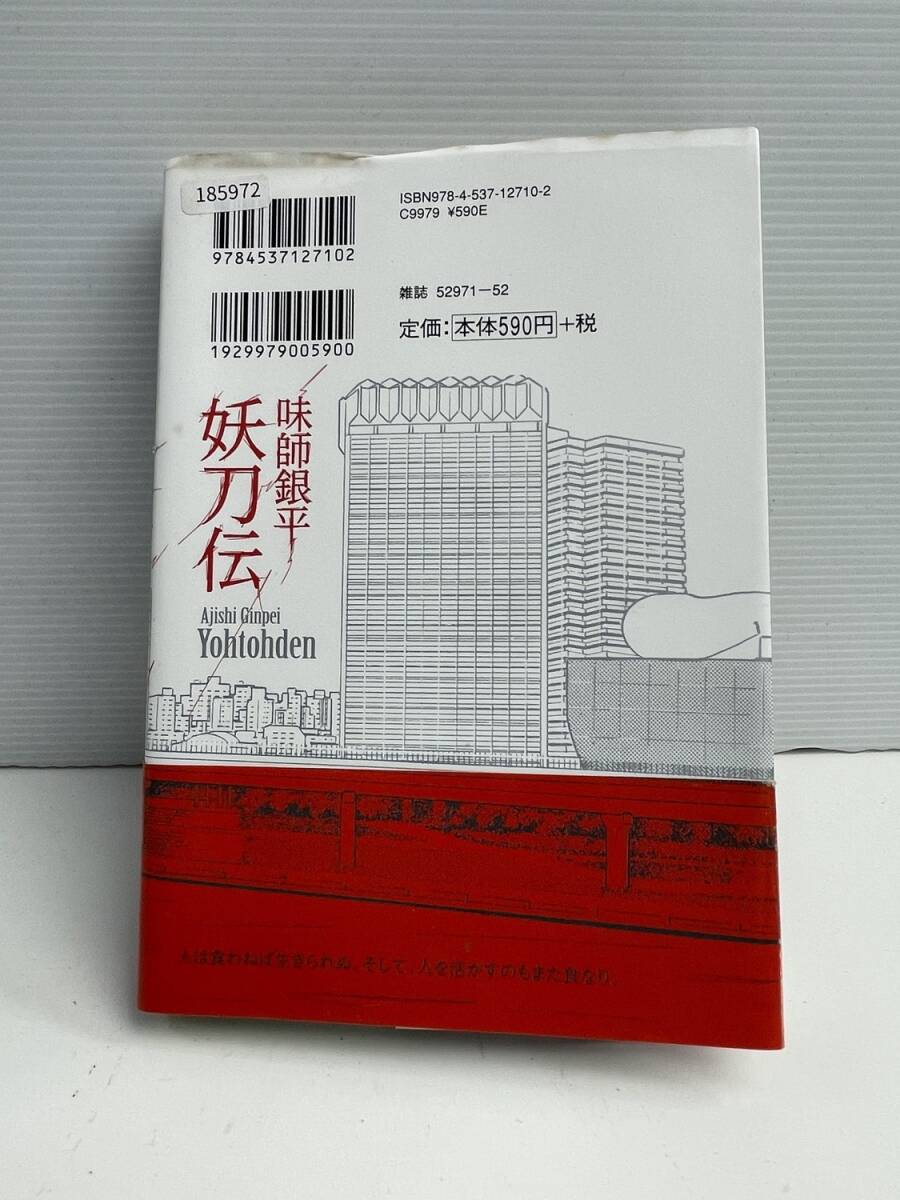 185972
9784537127102
ISBN978-4-537-12710-2
C9979 ¥590E
1929979005900
雑誌 52971-52
定価：本体590円+税
味師銀平
妖刀伝
Ajishi Ginpei
Yohtohden
人は食わねば生きられぬ。そして、人を活かすのもまた食なり。